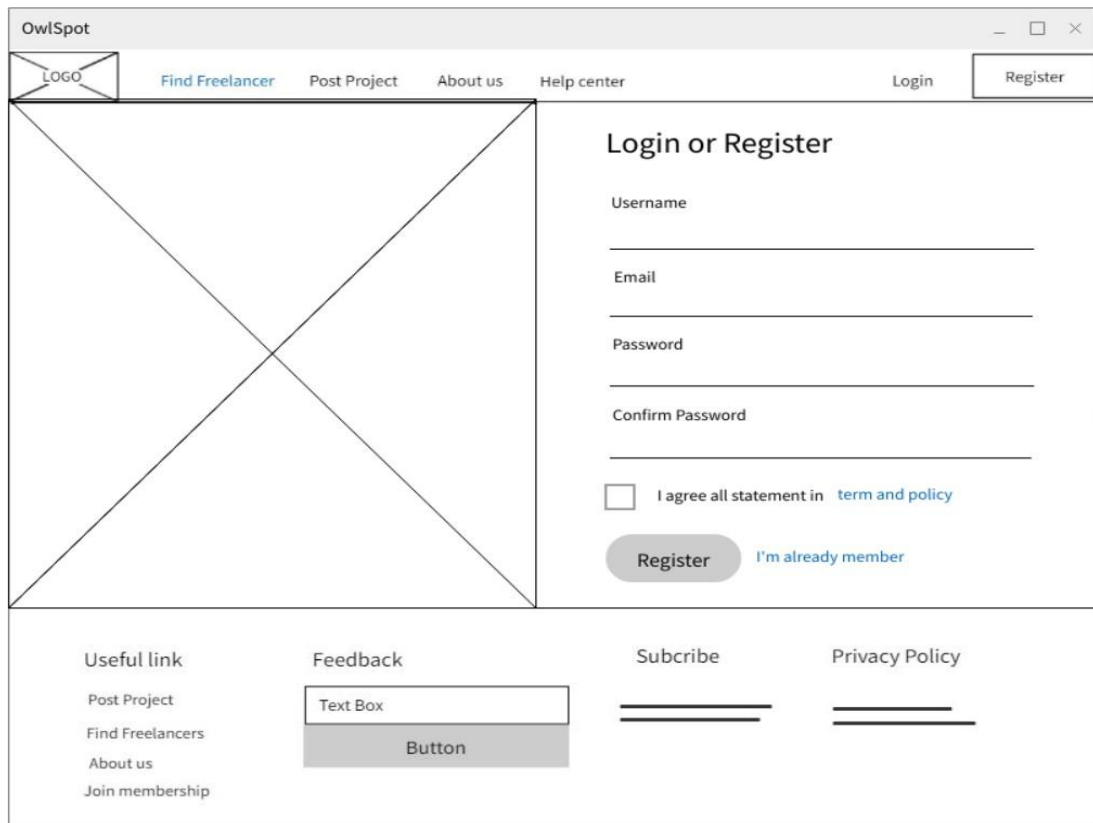 OwlSpot
LOGO
Find Freelancer
Post Project
About us
Help center
Login
Register
Login or Register
Username
Email
Password
Confirm Password
I agree all statement in term and policy
Register
I'm already member
Useful link
Post Project
Find Freelancers
About us
Join membership
Feedback
Text Box
Button
Subcribe
Privacy Policy